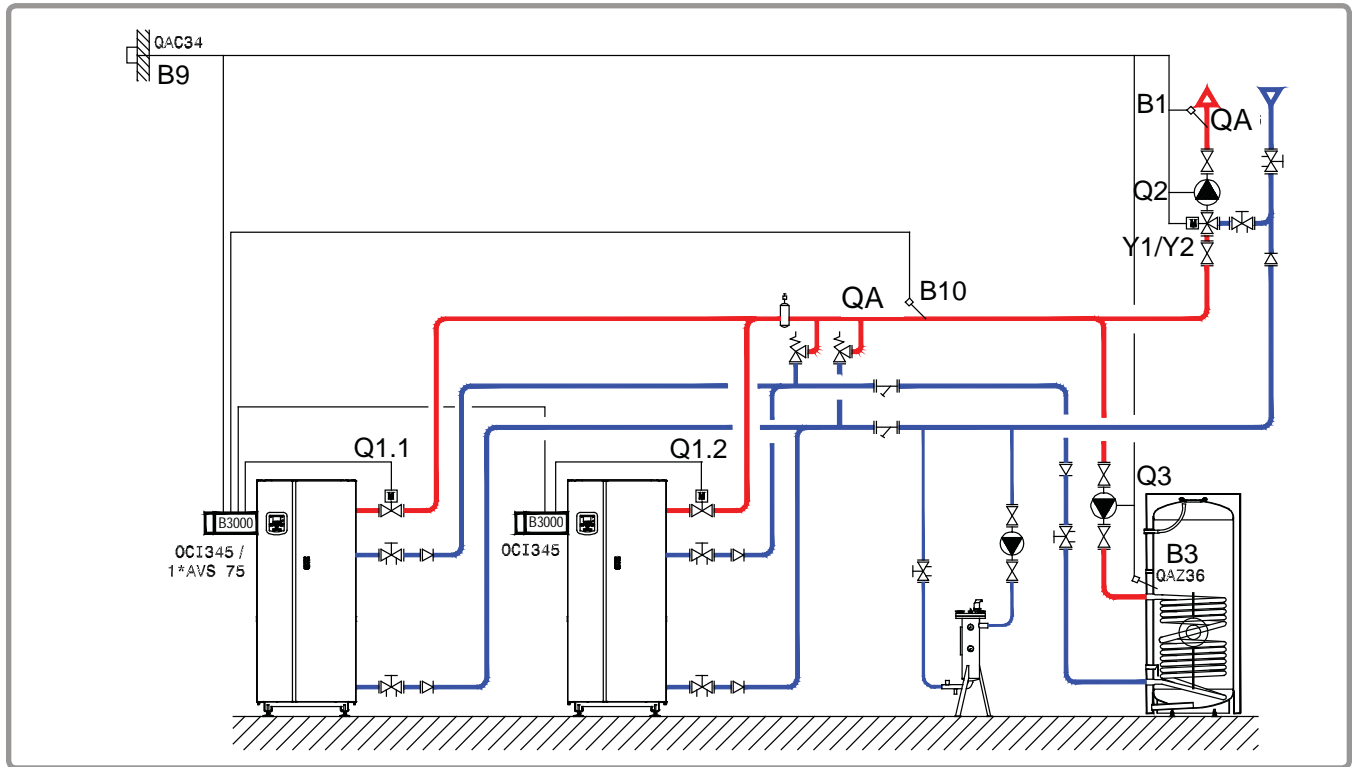 QAC34
B9
B1
QA
Q2
Y1/Y2
QA
B10
Q1.1
Q1.2
Q3
B3000
B3000
OCI345 /
1*AVS 75
OCI345
B3
QAZ36
M
M
M